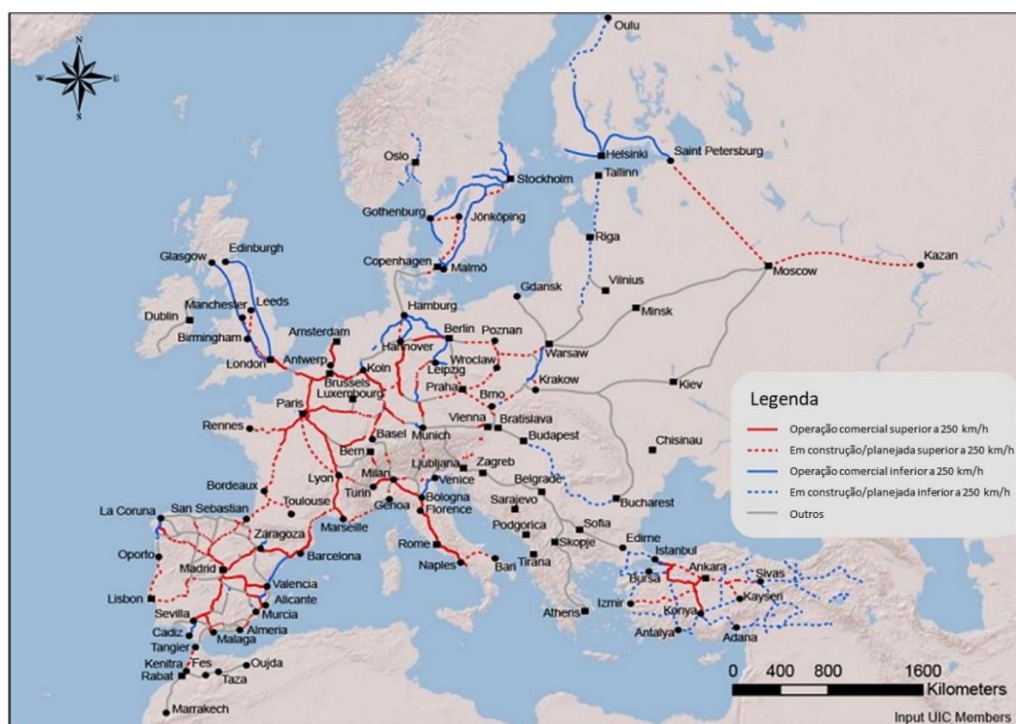 N
W
E
S
Oulu
Oslo
Helsinki
Saint Petersburg
Tallinn
Stockholm
Gothenburg
Jönköping
Riga
Glasgow
Edinburgh
Copenhagen
Malmö
Moscow
Kazan
Vilnius
Gdansk
Manchester
Leeds
Hamburg
Minsk
Dublin
Amsterdam
Berlin
Poznan
Birmingham
Hannover
Warsaw
London
Antwerp
Koln
Wroclaw
Leipzig
Brussels
Luxembourg
Praha
Krakow
Kiev
Paris
Brno
Rennes
Vienna
Bratislava
Basel
Munich
Budapest
Chisinau
Bern
Ljubljana
Zagreb
Milan
Lyon
Venice
Belgrade
Turin
Bordeaux
Bologna
Bucharest
Toulouse
Genoa
Florence
Sarajevo
La Coruna
San Sebastian
Marseille
Podgorica
Sofia
Edirne
Zaragoza
Skopje
Istanbul
Oporto
Barcelona
Rome
Tirana
Ankara
Madrid
Bari
Bursa
Sivas
Naples
Valencia
Lisbon
Alicante
Izmir
Kayseri
Sevilla
Murcia
Athens
Konya
Cadiz
Malaga
Almeria
Antalya
Adana
Tangier
Kenitra
Fes
Oujda
Rabat
Taza
Marrakech
Legenda
Operação comercial superior a 250 km/h
Em construção/planejada superior a 250 km/h
Operação comercial inferior a 250 km/h
Em construção/planejada inferior a 250 km/h
Outros
0 400 800 1600
Kilometers
Input UIC Members